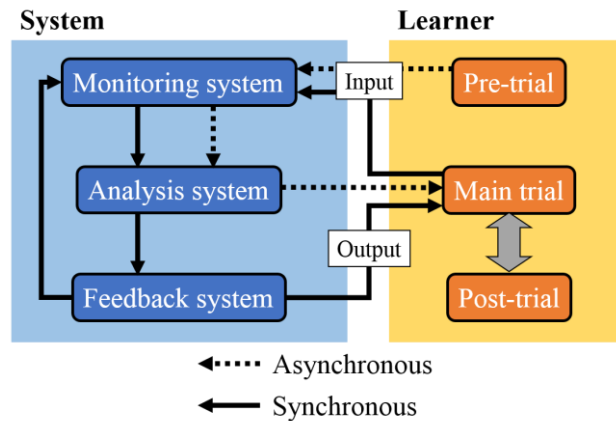 System
Learner
Monitoring system
Input
Pre-trial
Analysis system
Main trial
Output
Feedback system
Post-trial
Asynchronous
Synchronous